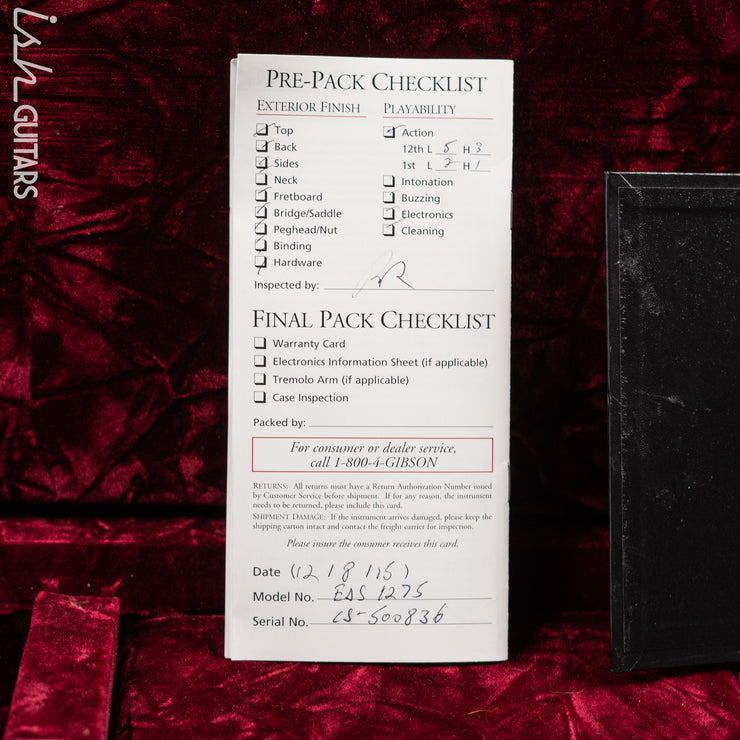 ish GUITARS
PRE-PACK CHECKLIST
EXTERIOR FINISH
Top
Back
Sides
Neck
Fretboard
Bridge/Saddle
Peghead/Nut
Binding
Hardware
PLAYABILITY
Action
12th L 5 H 3
1st L 2 H 1
Intonation
Buzzing
Electronics
Cleaning
Inspected by:
FINAL PACK CHECKLIST
Warranty Card
Electronics Information Sheet (if applicable)
Tremolo Arm (if applicable)
Case Inspection
Packed by:
For consumer or dealer service,
call 1-800-4-GIBSON
RETURNS: All returns must have a Return Authorization Number issued
by Customer Service before shipment. If for any reason, the instrument
needs to be returned, please include this card.
SHIPMENT DAMAGE: If the instrument arrives damaged, please keep the
shipping carton intact and contact the freight carrier for inspection.
Please insure the consumer receives this card.
Date (12 / 8 / 15)
Model No. EDS 1275
Serial No. CS-500836